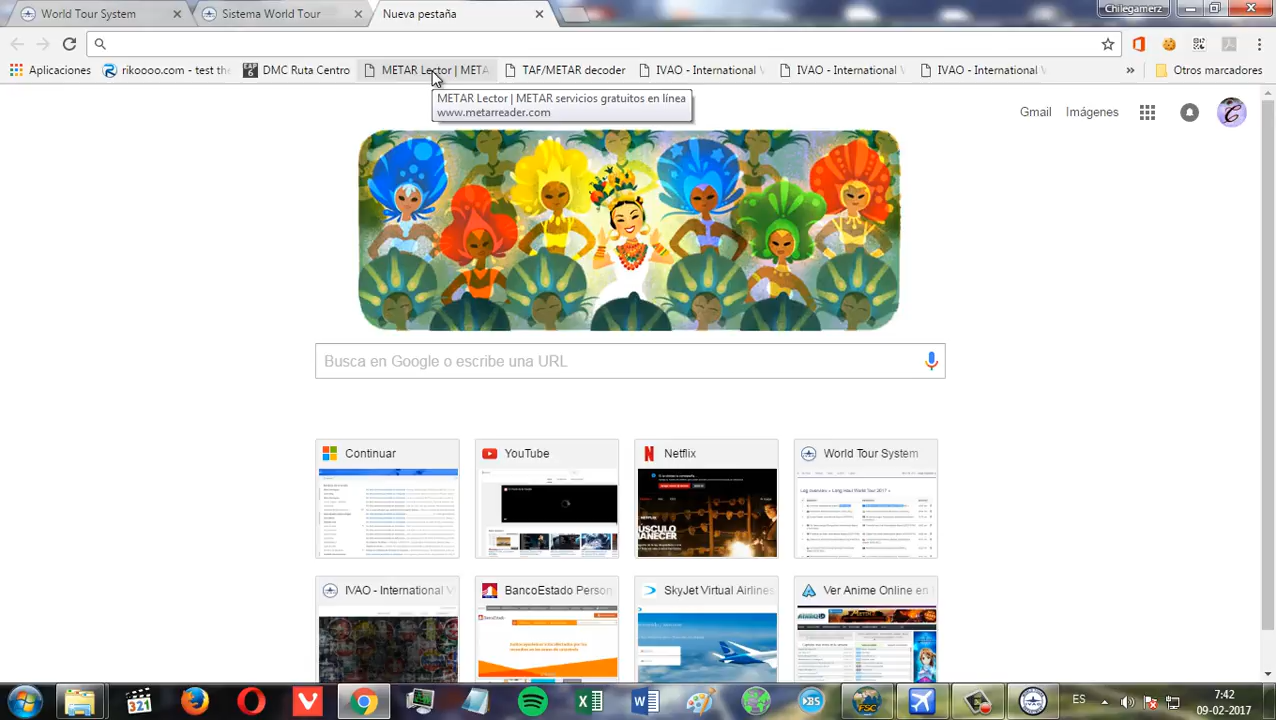 World Tour System
Sistema World Tour
Nueva pestaña
Chilegamerz
Aplicaciones
rikoooo.com - test the
DMC Ruta Centro
METAR Lector | META
TAF/METAR decoder
IVAO - International V
IVAO - International V
IVAO - International V
»
Otros marcadores
METAR Lector | METAR servicios gratuitos en línea
www.metarreader.com
Gmail
Imágenes
Busca en Google o escribe una URL
Continuar
YouTube
Netflix
World Tour System
IVAO - International V
BancoEstado Person
SkyJet Virtual Airlines
Ver Anime Online en
ES
7:42
09-02-2017